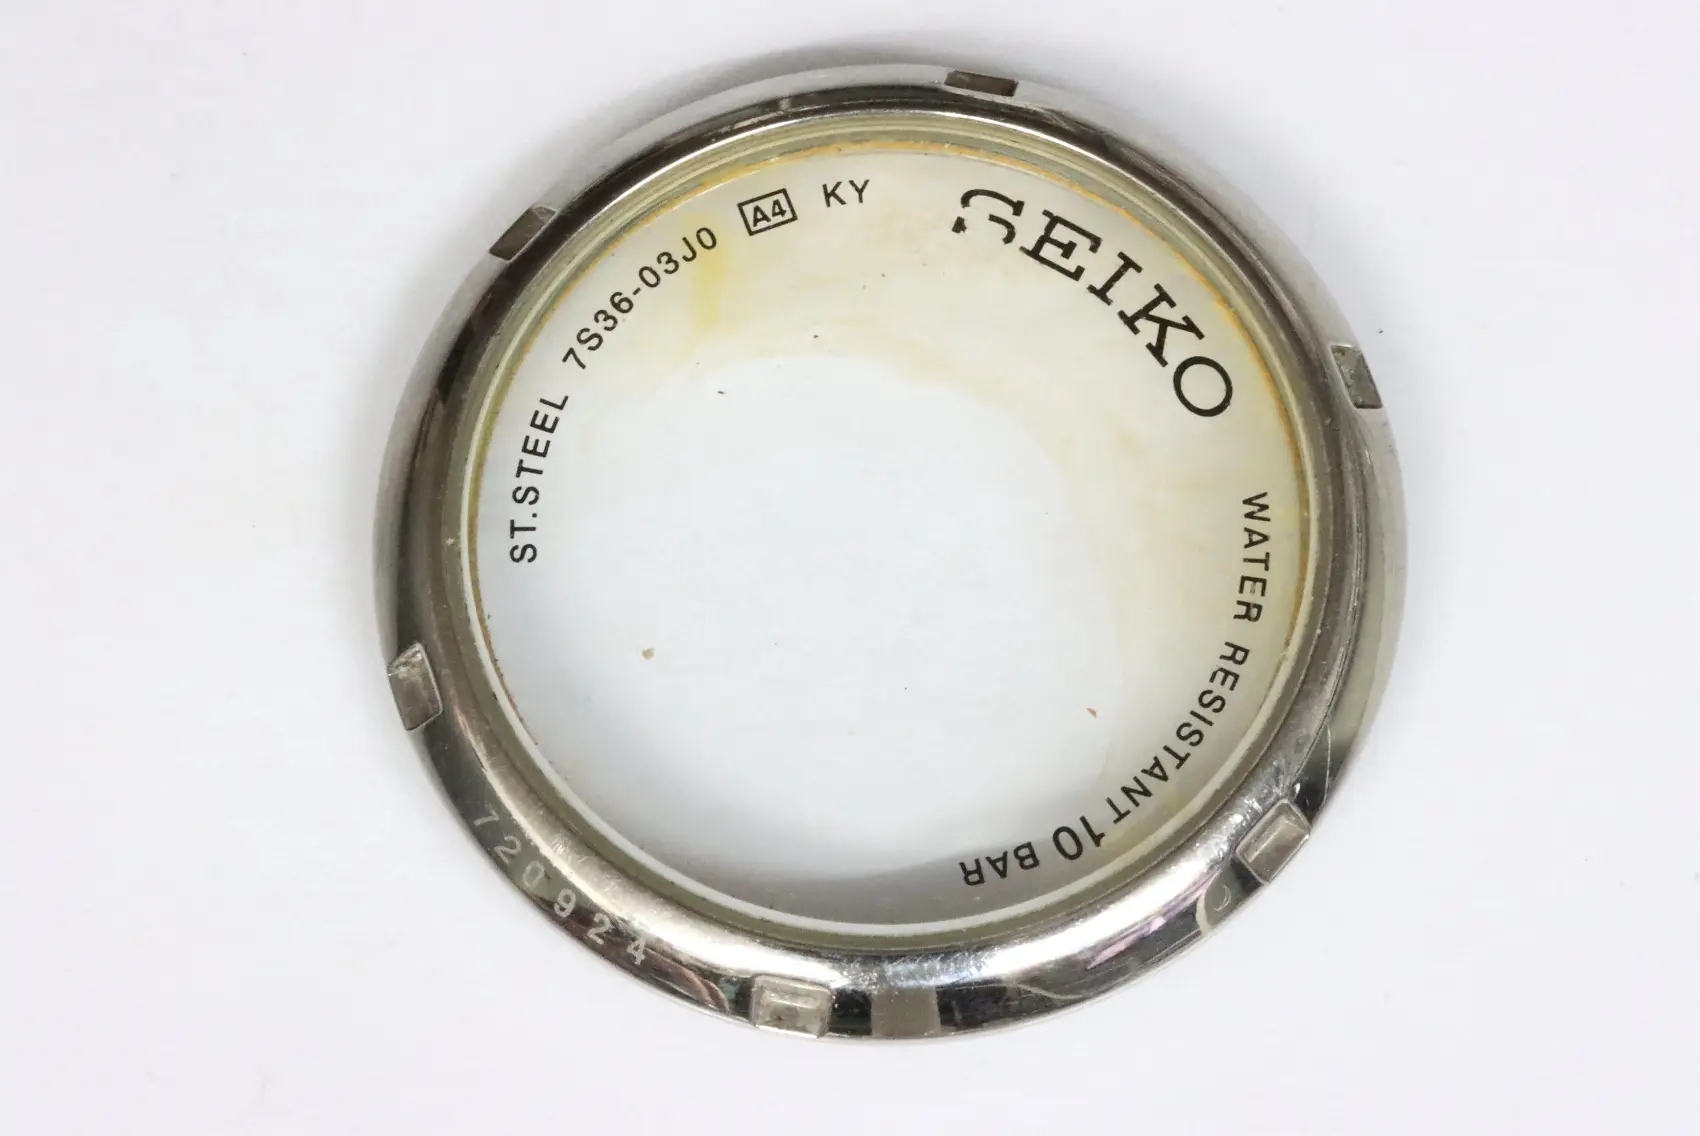 SEIKO
WATER RESISTANT 10 BAR
ST.STEEL 7S36-03J0 A4 KY
720924